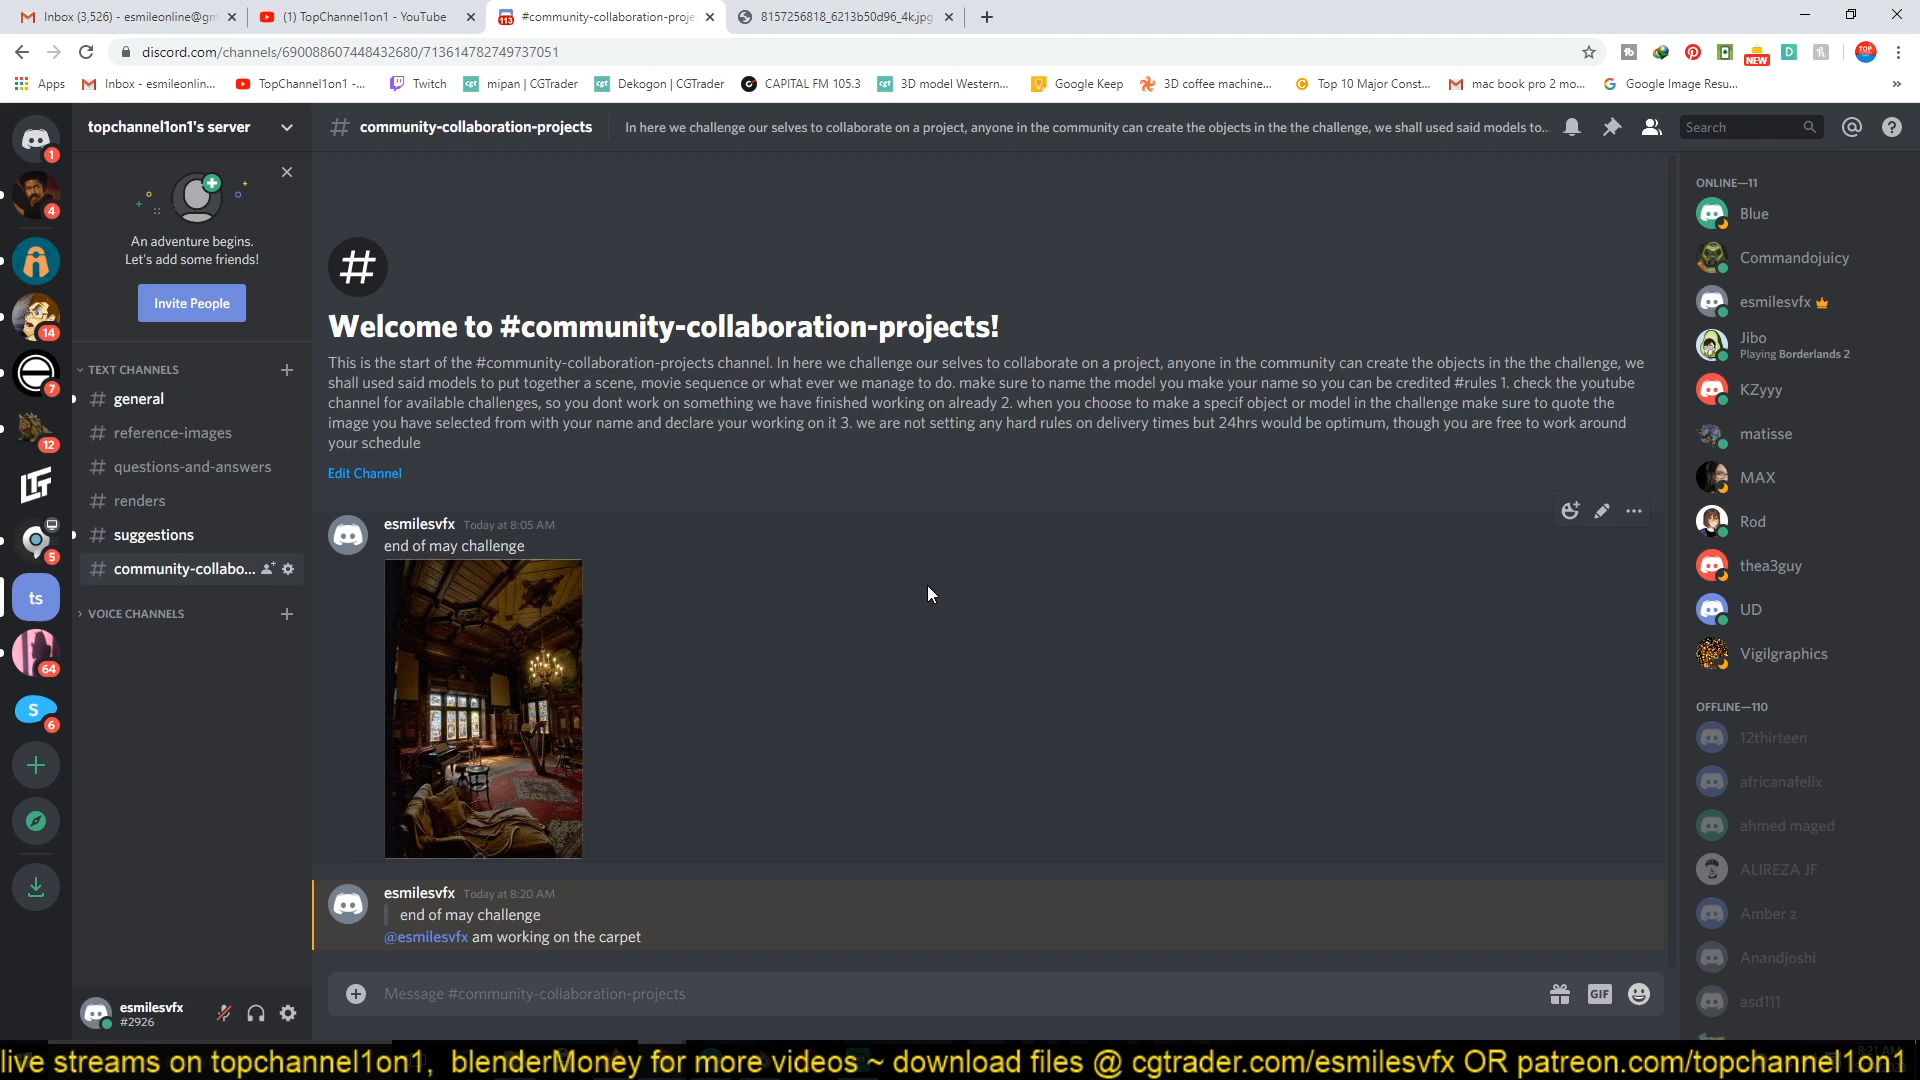 Inbox (3,526) - esmileonline@gm
(1) TopChannel1on1 - YouTube
113
#community-collaboration-proje
8157256818_6213b50d96_4k.jpg
discord.com/channels/690088607448432680/713614782749737051
NEW
Apps
Inbox - esmileonlin...
TopChannel1on1 -...
Twitch
mipan | CGTrader
Dekogon | CGTrader
CAPITAL FM 105.3
3D model Western...
Google Keep
3D coffee machine...
Top 10 Major Const...
mac book pro 2 mo...
Google Image Resu...
topchannel1on1's server
# community-collaboration-projects
In here we challenge our selves to collaborate on a project, anyone in the community can create the objects in the the challenge, we shall used said models to...
Search
1
4
14
7
12
5
ts
64
S
6
An adventure begins.
Let's add some friends!
Invite People
TEXT CHANNELS
# general
# reference-images
# questions-and-answers
# renders
# suggestions
# community-collabo...
VOICE CHANNELS
esmilesvfx
#2926
#
Welcome to #community-collaboration-projects!
This is the start of the #community-collaboration-projects channel. In here we challenge our selves to collaborate on a project, anyone in the community can create the objects in the the challenge, we
shall used said models to put together a scene, movie sequence or what ever we manage to do. make sure to name the model you make your name so you can be credited #rules 1. check the youtube
channel for available challenges, so you dont work on something we have finished working on already 2. when you choose to make a specif object or model in the challenge make sure to quote the
image you have selected from with your name and declare your working on it 3. we are not setting any hard rules on delivery times but 24hrs would be optimum, though you are free to work around
your schedule
Edit Channel
esmilesvfx Today at 8:05 AM
end of may challenge
esmilesvfx Today at 8:20 AM
end of may challenge
@esmilesvfx am working on the carpet
Message #community-collaboration-projects
GIF
ONLINE—11
Blue
Commandojuicy
esmilesvfx
Jibo
Playing Borderlands 2
KZyyy
matisse
MAX
Rod
thea3guy
UD
Vigilgraphics
OFFLINE—110
12thirteen
africanafelix
ahmed maged
ALIREZA JF
Amber z
Anandjoshi
asd111
live streams on topchannel1on1, blenderMoney for more videos ~ download files @ cgtrader.com/esmilesvfx OR patreon.com/topchannel1on1